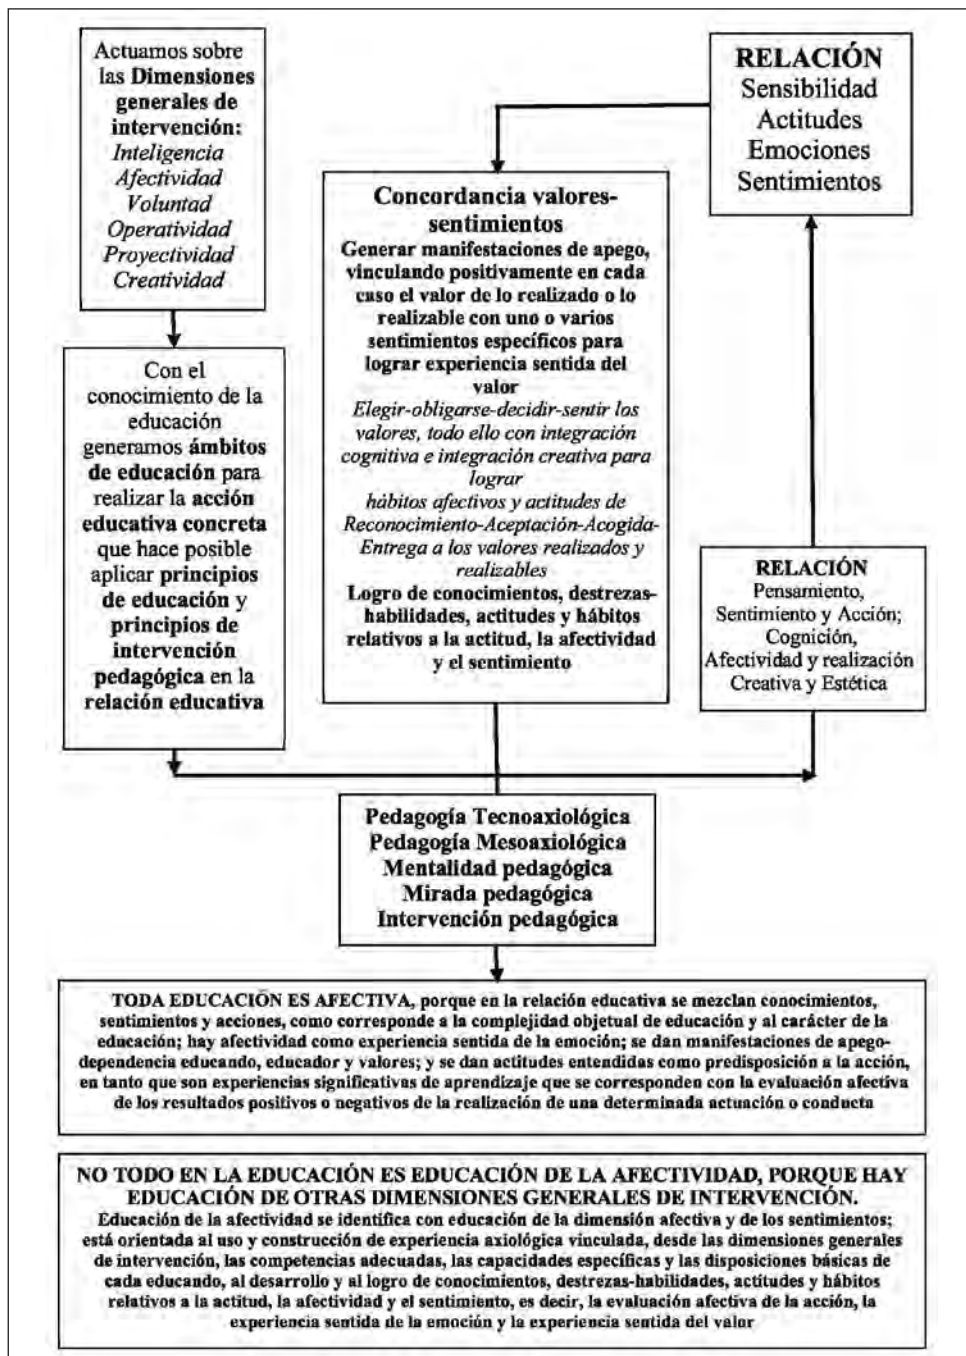 Actuamos sobre
las Dimensiones
generales de
intervención:
Inteligencia
Afectividad
Voluntad
Operatividad
Proyectividad
Creatividad
Con el
conocimiento de la
educación
generamos ámbitos
de educación para
realizar la acción
educativa concreta
que hace posible
aplicar principios
de educación y
principios de
intervención
pedagógica en la
relación educativa
Concordancia valores-
sentimientos
Generar manifestaciones de apego,
vinculando positivamente en cada
caso el valor de lo realizado o lo
realizable con uno o varios
sentimientos específicos para
lograr experiencia sentida del
valor
Elegir-obligarse-decidir-sentir los
valores, todo ello con integración
cognitiva e integración creativa para
lograr
hábitos afectivos y actitudes de
Reconocimiento-Aceptación-Acogida-
Entrega a los valores realizados y
realizables
Logro de conocimientos, destrezas-
habilidades, actitudes y hábitos
relativos a la actitud, la afectividad
y el sentimiento
RELACIÓN
Sensibilidad
Actitudes
Emociones
Sentimientos
RELACIÓN
Pensamiento,
Sentimiento y Acción;
Cognición,
Afectividad y realización
Creativa y Estética
Pedagogía Tecnoaxiológica
Pedagogía Mesoaxiológica
Mentalidad pedagógica
Mirada pedagógica
Intervención pedagógica
TODA EDUCACIÓN ES AFECTIVA, porque en la relación educativa se mezclan conocimientos,
sentimientos y acciones, como corresponde a la complejidad objetual de educación y al carácter de la
educación; hay afectividad como experiencia sentida de la emoción; se dan manifestaciones de apego-
dependencia educando, educador y valores; y se dan actitudes entendidas como predisposición a la acción,
en tanto que son experiencias significativas de aprendizaje que se corresponden con la evaluación afectiva
de los resultados positivos o negativos de la realización de una determinada actuación o conducta
NO TODO EN LA EDUCACIÓN ES EDUCACIÓN DE LA AFECTIVIDAD, PORQUE HAY
EDUCACIÓN DE OTRAS DIMENSIONES GENERALES DE INTERVENCIÓN.
Educación de la afectividad se identifica con educación de la dimensión afectiva y de los sentimientos;
está orientada al uso y construcción de experiencia axiológica vinculada, desde las dimensiones generales
de intervención, las competencias adecuadas, las capacidades específicas y las disposiciones básicas de
cada educando, al desarrollo y al logro de conocimientos, destrezas-habilidades, actitudes y hábitos
relativos a la actitud, la afectividad y el sentimiento, es decir, la evaluación afectiva de la acción, la
experiencia sentida de la emoción y la experiencia sentida del valor